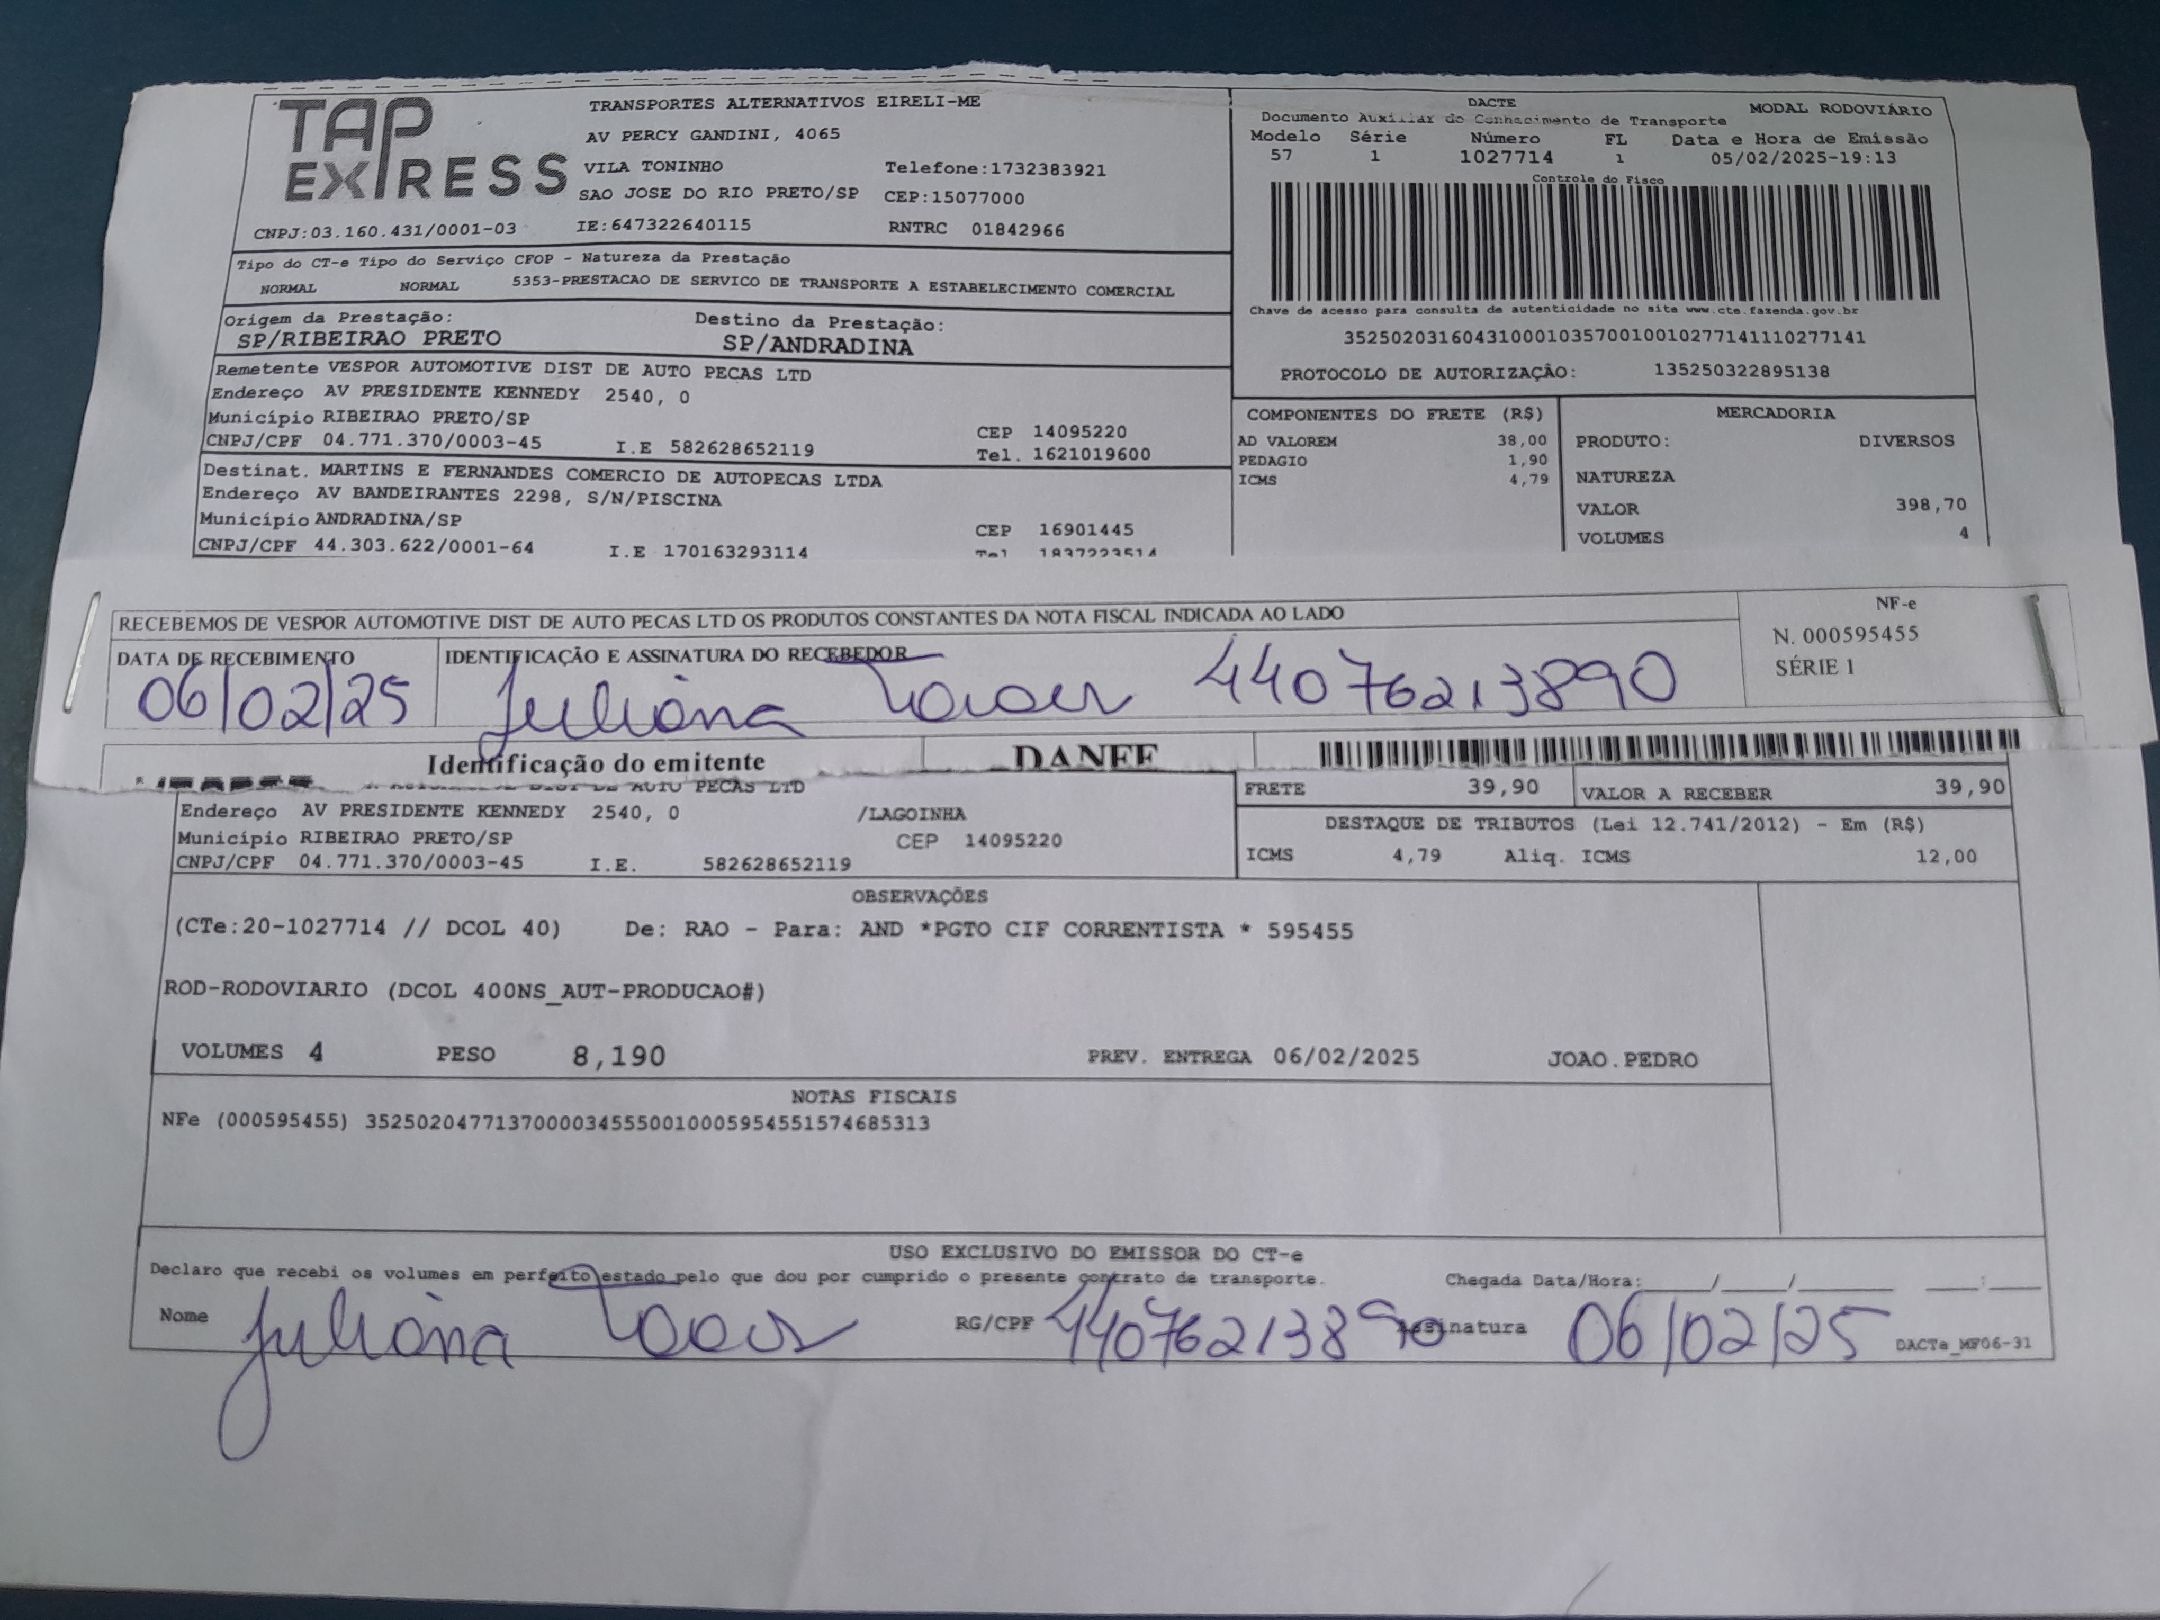 TAP EXPRESS
TRANSPORTES ALTERNATIVOS EIRELI-ME
AV PERCY GANDINI, 4065
VILA TONINHO Telefone:1732383921
SAO JOSE DO RIO PRETO/SP CEP:15077000
CNPJ:03.160.431/0001-03 IE:647322640115 RNTRC 01842966
DACTE MODAL RODOVIÁRIO
Documento Auxiliar do Conhecimento de Transporte
Modelo Série Número FL Data e Hora de Emissão
57 1 1027714 1 05/02/2025-19:13
Controle do Fisco
Chave de acesso para consulta de autenticidade no site www.cte.fazenda.gov.br
35250203160431000103570010010277141110277141
PROTOCOLO DE AUTORIZAÇÃO: 135250322895138
Tipo do CT-e Tipo do Serviço CFOP - Natureza da Prestação
NORMAL NORMAL 5353-PRESTACAO DE SERVICO DE TRANSPORTE A ESTABELECIMENTO COMERCIAL
Origem da Prestação: Destino da Prestação:
SP/RIBEIRAO PRETO SP/ANDRADINA
Remetente VESPOR AUTOMOTIVE DIST DE AUTO PECAS LTD
Endereço AV PRESIDENTE KENNEDY 2540, 0
Município RIBEIRAO PRETO/SP CEP 14095220
CNPJ/CPF 04.771.370/0003-45 I.E 582628652119 Tel. 1621019600
Destinat. MARTINS E FERNANDES COMERCIO DE AUTOPECAS LTDA
Endereço AV BANDEIRANTES 2298, S/N/PISCINA
Município ANDRADINA/SP CEP 16901445
CNPJ/CPF 44.303.622/0001-64 I.E 170163293114 Tel 1837223514
COMPONENTES DO FRETE (R$)
AD VALOREM 38,00
PEDAGIO 1,90
ICMS 4,79
MERCADORIA
PRODUTO: DIVERSOS
NATUREZA
VALOR 398,70
VOLUMES 4
RECEBEMOS DE VESPOR AUTOMOTIVE DIST DE AUTO PECAS LTD OS PRODUTOS CONSTANTES DA NOTA FISCAL INDICADA AO LADO
NF-e
N. 000595455
SÉRIE 1
DATA DE RECEBIMENTO IDENTIFICAÇÃO E ASSINATURA DO RECEBEDOR
06/02/25 Juliana 44076213890
Identificação do emitente DANFE
DIST DE AUTO PECAS LTD
Endereço AV PRESIDENTE KENNEDY 2540, 0 /LAGOINHA
Município RIBEIRAO PRETO/SP CEP 14095220
CNPJ/CPF 04.771.370/0003-45 I.E. 582628652119
FRETE 39,90 VALOR A RECEBER 39,90
DESTAQUE DE TRIBUTOS (Lei 12.741/2012) - Em (R$)
ICMS 4,79 Aliq. ICMS 12,00
OBSERVAÇÕES
(CTe:20-1027714 // DCOL 40) De: RAO - Para: AND *PGTO CIF CORRENTISTA * 595455
ROD-RODOVIARIO (DCOL 400NS_AUT-PRODUCAO#)
VOLUMES 4 PESO 8,190 PREV. ENTREGA 06/02/2025 JOAO.PEDRO
NOTAS FISCAIS
NFe (000595455) 35250204771370000345550010005954551574685313
USO EXCLUSIVO DO EMISSOR DO CT-e
Declaro que recebi os volumes em perfeito estado pelo que dou por cumprido o presente contrato de transporte. Chegada Data/Hora:____/____/____ ____:____
Nome Juliana RG/CPF 44076213890 Assinatura 06/02/25 DACTe_MF06-31